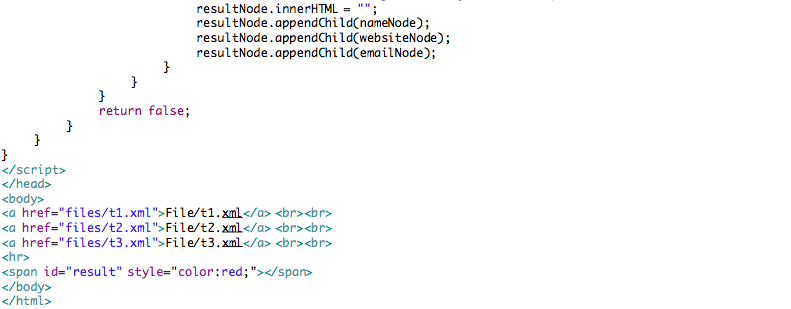 resultNode.innerHTML = "";
resultNode.appendChild(nameNode);
resultNode.appendChild(websiteNode);
resultNode.appendChild(emailNode);
}
}
}
return false;
}
}
}
</script>
</head>
<body>
<a href="files/t1.xml">File/t1.xml</a> <br><br>
<a href="files/t2.xml">File/t2.xml</a> <br><br>
<a href="files/t3.xml">File/t3.xml</a> <br><br>
<hr>
<span id="result" style="color:red;"></span>
</body>
</html>